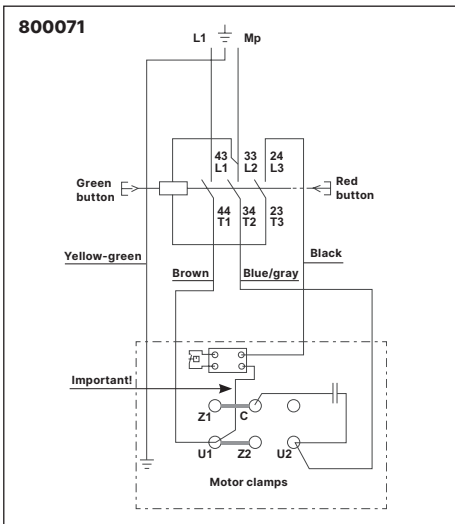 800071
L1 Mp
43 33 24
L1 L2 L3
Green button
Red button
44 34 23
T1 T2 T3
Yellow-green
Black
Brown
Blue/gray
Important!
Z1 C
U1 Z2 U2
Motor clamps